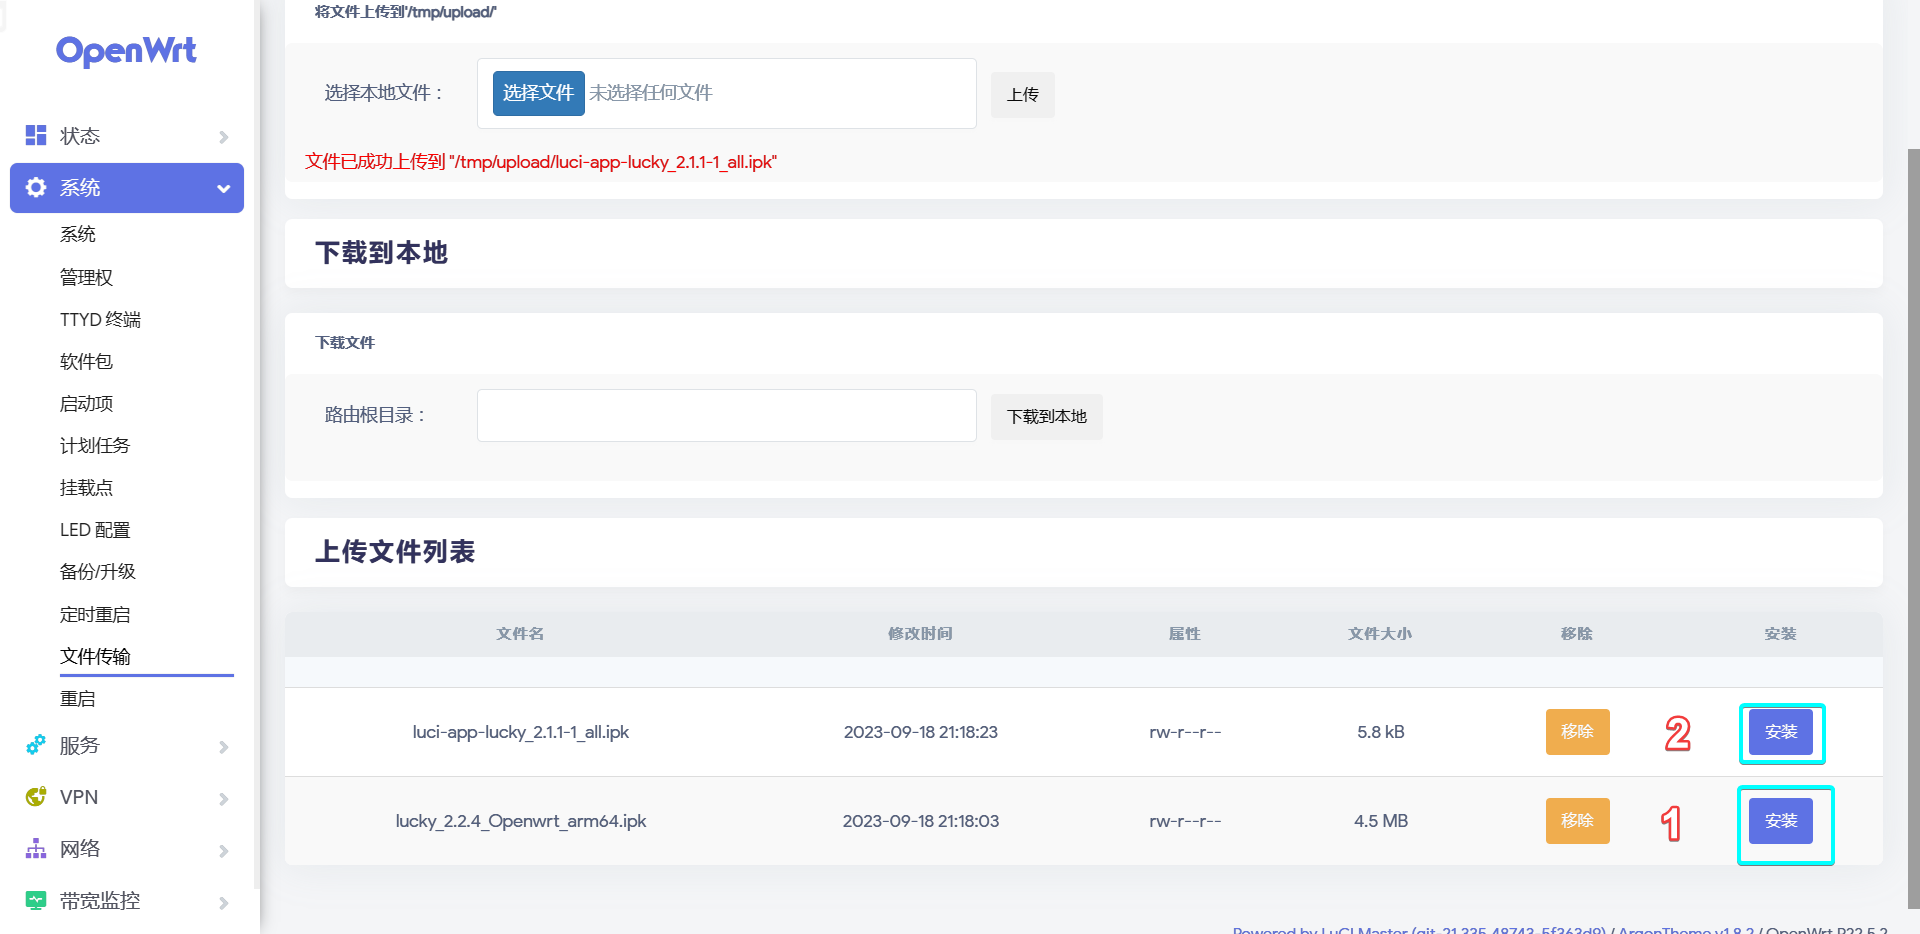 OpenWrt
状态
系统
系统
管理权
TTYD 终端
软件包
启动项
计划任务
挂载点
LED 配置
备份/升级
定时重启
文件传输
重启
服务
VPN
网络
带宽监控
将文件上传到'/tmp/upload/'
选择本地文件： 选择文件 未选择任何文件 上传
文件已成功上传到 "/tmp/upload/luci-app-lucky_2.1.1-1_all.ipk"
下载到本地
下载文件
路由根目录： 下载到本地
上传文件列表
文件名 修改时间 属性 文件大小 移除 安装
luci-app-lucky_2.1.1-1_all.ipk 2023-09-18 21:18:23 rw-r--r-- 5.8 kB 移除 2 安装
lucky_2.2.4_Openwrt_arm64.ipk 2023-09-18 21:18:03 rw-r--r-- 4.5 MB 移除 1 安装
Powered by LuCI Master (git-21.335.48743-5f363d9) / ArgonTheme v1.8.2 / OpenWrt R22.5.2